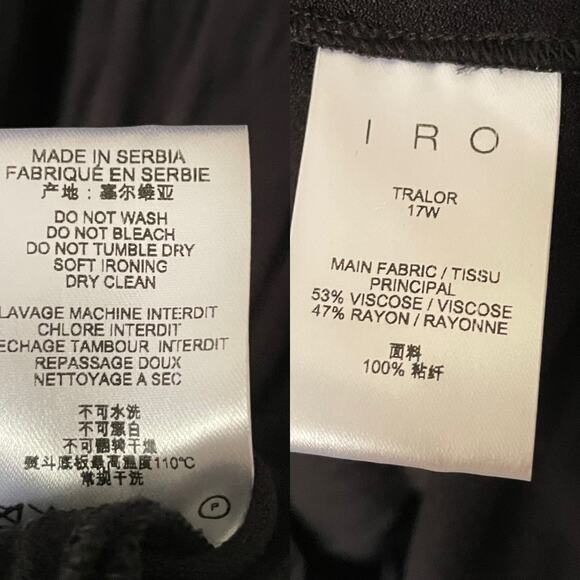 MADE IN SERBIA
FABRIQUÉ EN SERBIE
产地：塞尔维亚
DO NOT WASH
DO NOT BLEACH
DO NOT TUMBLE DRY
SOFT IRONING
DRY CLEAN
LAVAGE MACHINE INTERDIT
CHLORE INTERDIT
ECHAGE TAMBOUR INTERDIT
REPASSAGE DOUX
NETTOYAGE A SEC
不可水洗
不可漂白
不可翻转干燥
熨斗底板最高温度110℃
常规干洗
P
IRO
TRALOR
17W
MAIN FABRIC / TISSU
PRINCIPAL
53% VISCOSE / VISCOSE
47% RAYON / RAYONNE
面料
100% 粘纤